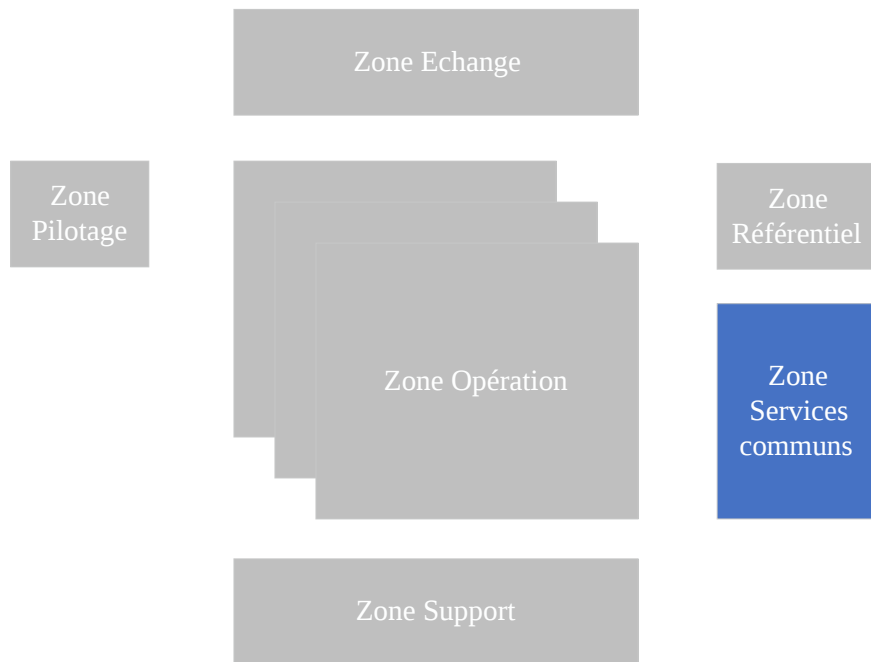 Zone Echange
Zone
Pilotage
Zone
Référentiel
Zone Opération
Zone
Services
communs
Zone Support